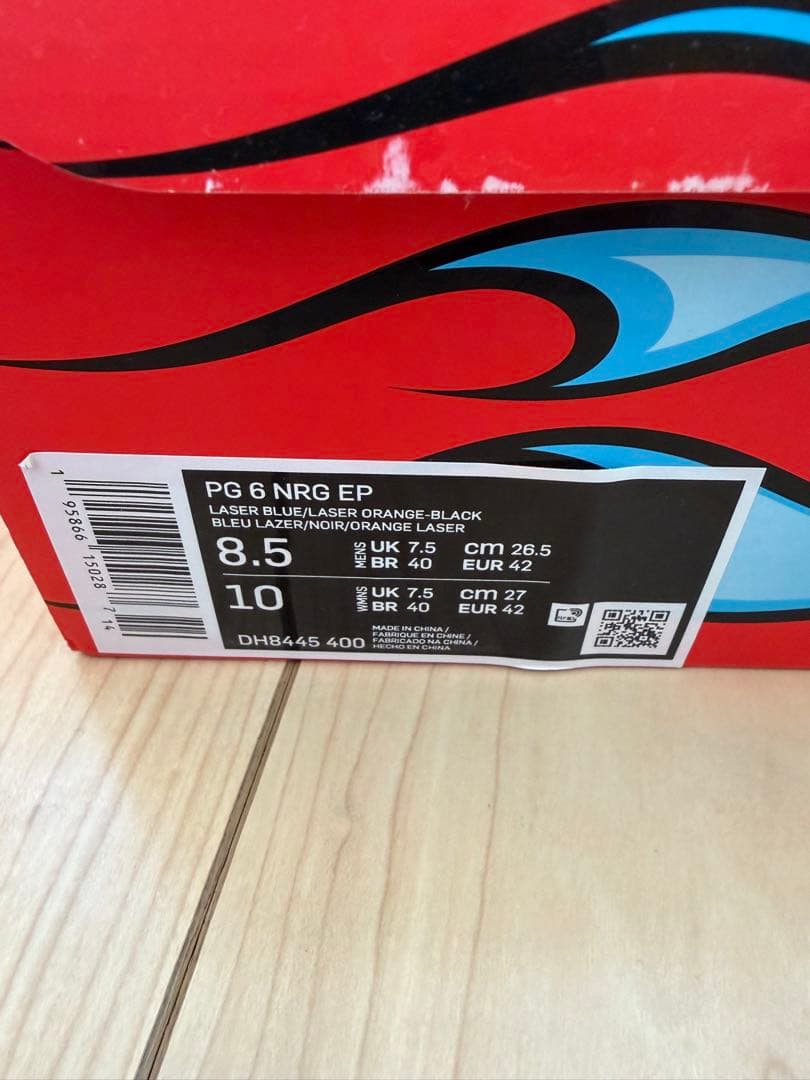 PG 6 NRG EP
LASER BLUE/LASER ORANGE-BLACK
BLEU LAZER/NOIR/ORANGE LASER
8.5 MENS UK 7.5 cm 26.5
BR 40 EUR 42
10 WMNS UK 7.5 cm 27
BR 40 EUR 42
DH8445 400
MADE IN CHINA /
FABRIQUE EN CHINE /
FABRICADO NA CHINA /
HECHO EN CHINA
1 95866 15028 7 14